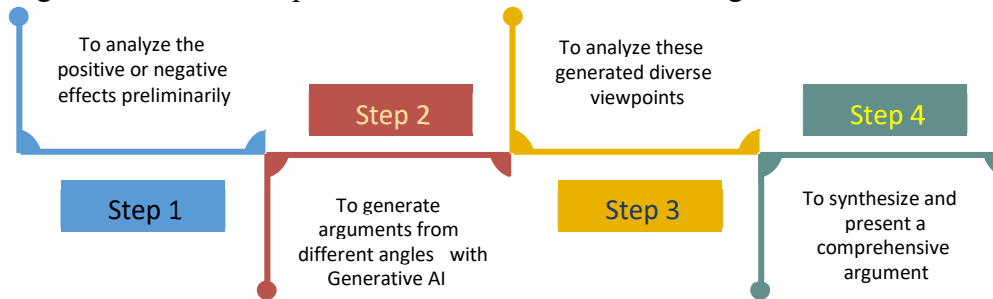 To analyze the
positive or negative
effects preliminarily
Step 1
Step 2
To generate
arguments from
different angles with
Generative AI
To analyze these
generated diverse
viewpoints
Step 3
Step 4
To synthesize and
present a
comprehensive
argument